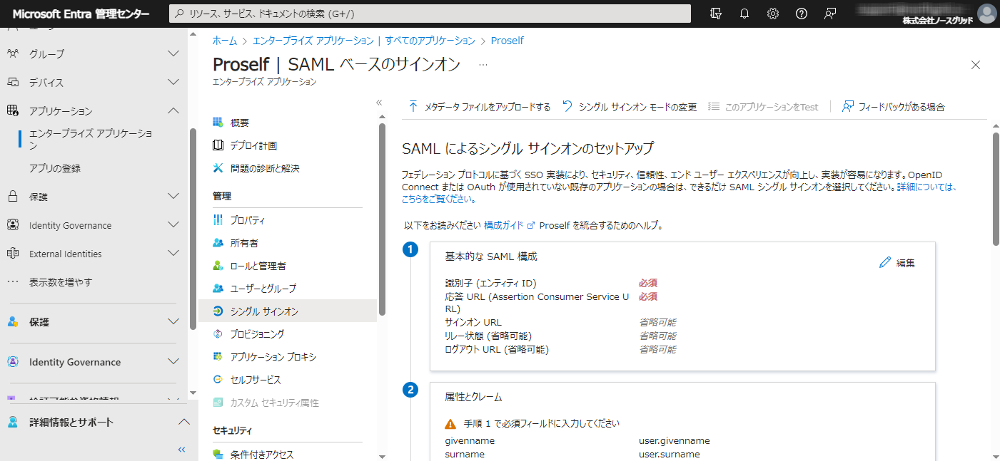 Microsoft Entra 管理センター
リソース、サービス、ドキュメントの検索 (G+/)
株式会社ノースグリッド
グループ
デバイス
アプリケーション
エンタープライズ アプリケーショ
ン
アプリの登録
保護
Identity Governance
External Identities
… 表示数を増やす
保護
Identity Governance
詳細情報とサポート
«
ホーム > エンタープライズ アプリケーション | すべてのアプリケーション > Proself
Proself | SAML ベースのサインオン …
エンタープライズ アプリケーション
«
概要
デプロイ計画
問題の診断と解決
管理
プロパティ
所有者
ロールと管理者
ユーザーとグループ
シングル サインオン
プロビジョニング
アプリケーション プロキシ
セルフサービス
カスタム セキュリティ属性
セキュリティ
条件付きアクセス
メタデータ ファイルをアップロードする シングル サインオン モードの変更 このアプリケーションをTest フィードバックがある場合
SAML によるシングル サインオンのセットアップ
フェデレーション プロトコルに基づく SSO 実装により、セキュリティ、信頼性、エンド ユーザー エクスペリエンスが向上し、実装が容易になります。OpenID
Connect または OAuth が使用されていない既存のアプリケーションの場合は、できるだけ SAML シングル サインオンを選択してください。詳細については、
こちらをご覧ください。
以下をお読みください 構成ガイド Proself を統合するためのヘルプ。
1
基本的な SAML 構成
編集
識別子 (エンティティ ID) 必須
応答 URL (Assertion Consumer Service U 必須
RL)
サインオン URL 省略可能
リレー状態 (省略可能) 省略可能
ログアウト URL (省略可能) 省略可能
2
属性とクレーム
手順 1 で必須フィールドに入力してください
givenname user.givenname
surname user.surname